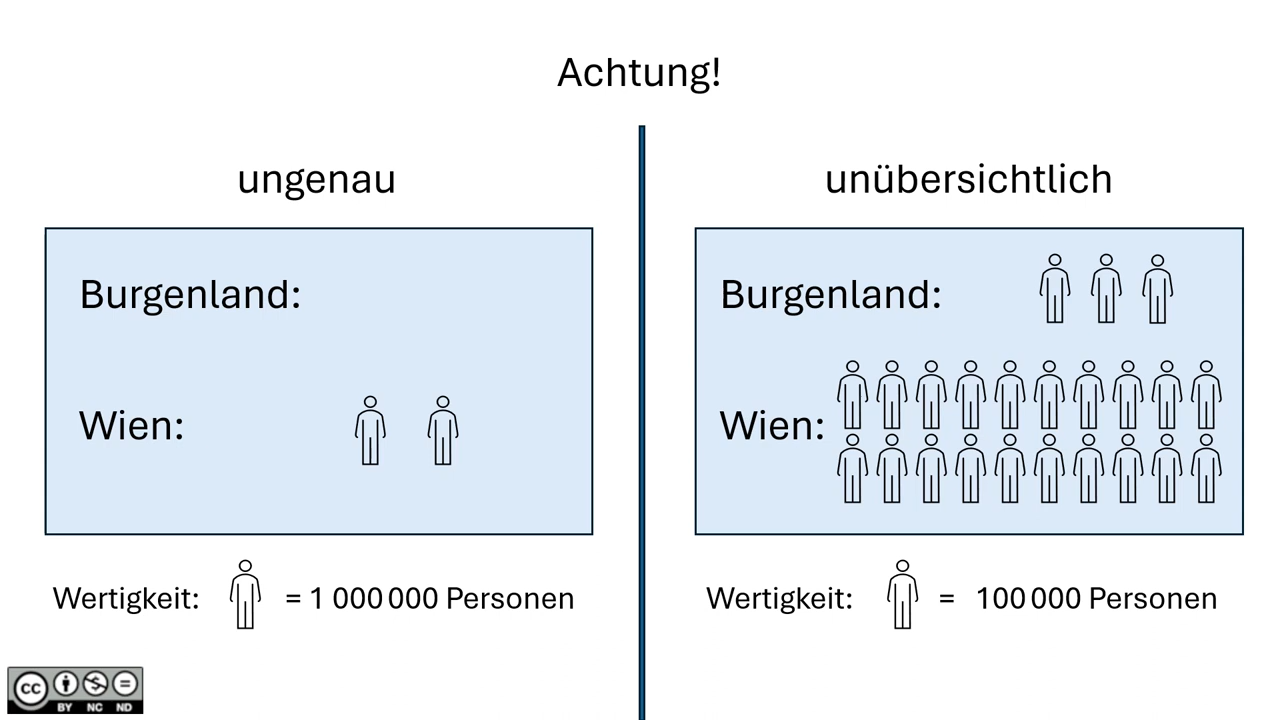 Achtung!
ungenau
Burgenland:
Wien:
Wertigkeit: = 1 000 000 Personen
unübersichtlich
Burgenland:
Wien:
Wertigkeit: = 100 000 Personen
cc BY NC ND